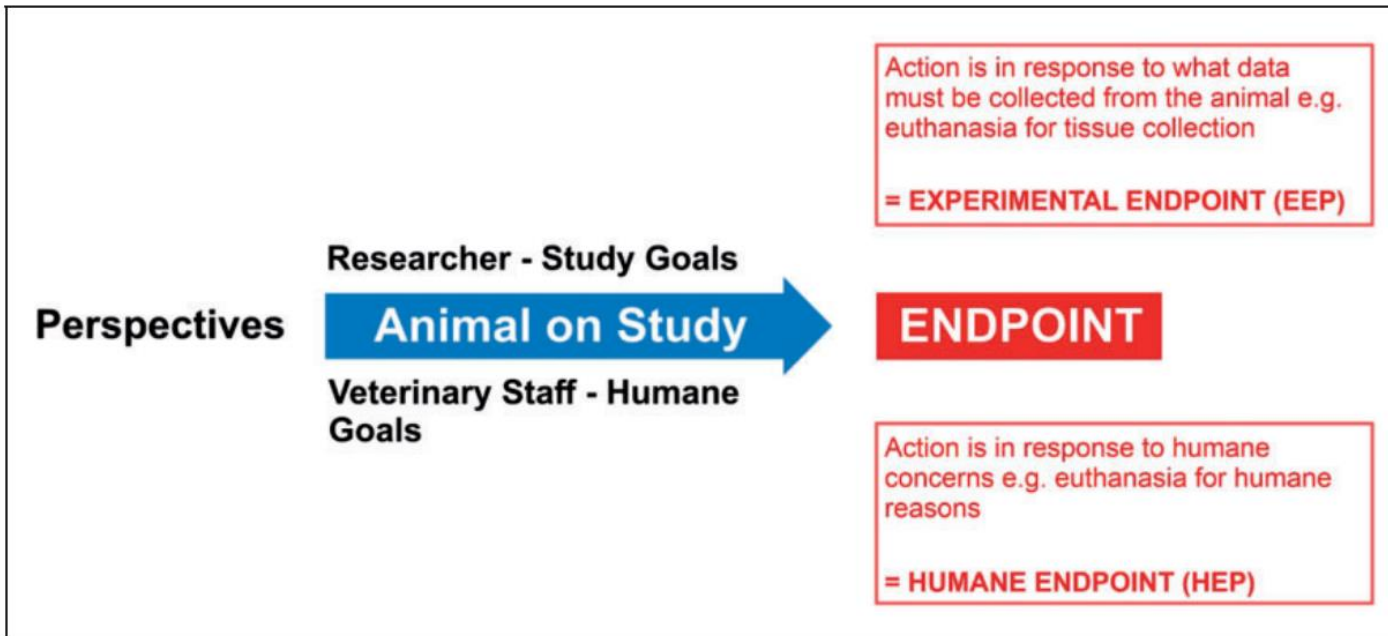 Perspectives
Researcher - Study Goals
Animal on Study
Veterinary Staff - Humane
Goals
Action is in response to what data
must be collected from the animal e.g.
euthanasia for tissue collection
= EXPERIMENTAL ENDPOINT (EEP)
ENDPOINT
Action is in response to humane
concerns e.g. euthanasia for humane
reasons
= HUMANE ENDPOINT (HEP)